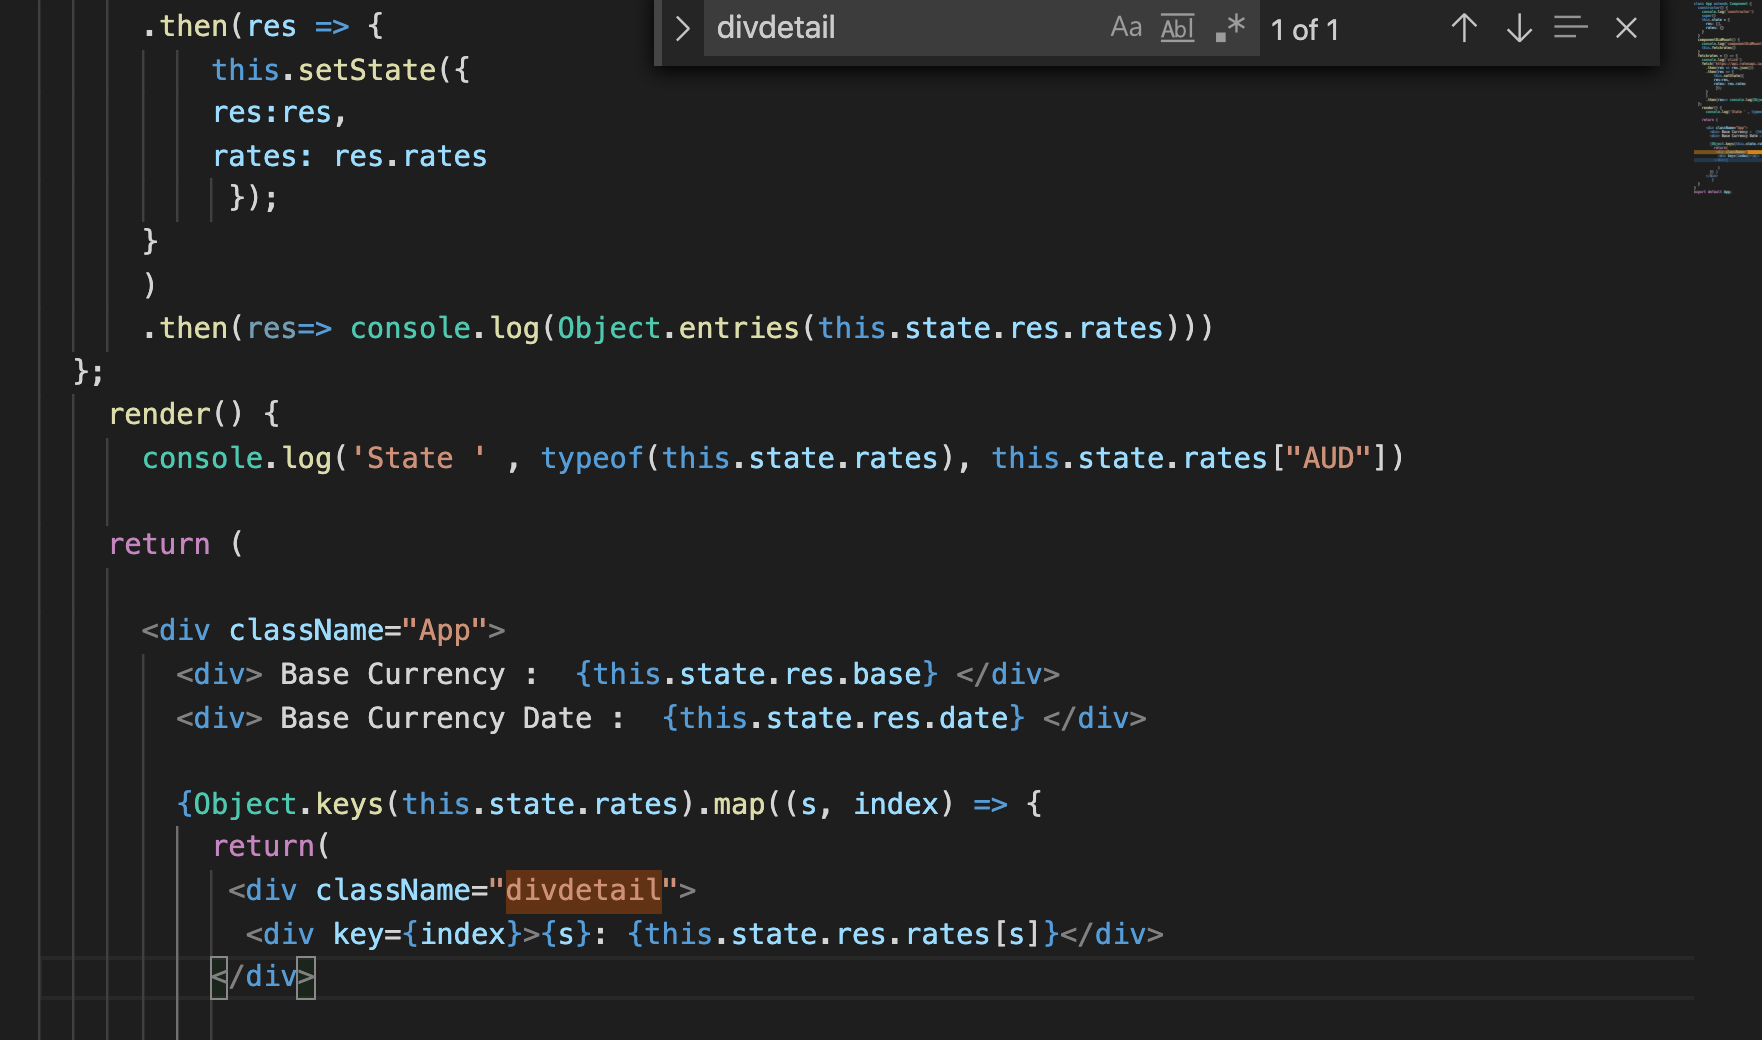 divdetail
Aa Abl .* 1 of 1
.then(res => {
this.setState({
res:res,
rates: res.rates
});
}
)
.then(res=> console.log(Object.entries(this.state.res.rates)))
};
render() {
console.log('State ' , typeof(this.state.rates), this.state.rates["AUD"])
return (
<div className="App">
<div> Base Currency :  {this.state.res.base} </div>
<div> Base Currency Date :  {this.state.res.date} </div>
{Object.keys(this.state.rates).map((s, index) => {
return(
<div className="divdetail">
<div key={index}>{s}: {this.state.res.rates[s]}</div>
</div>